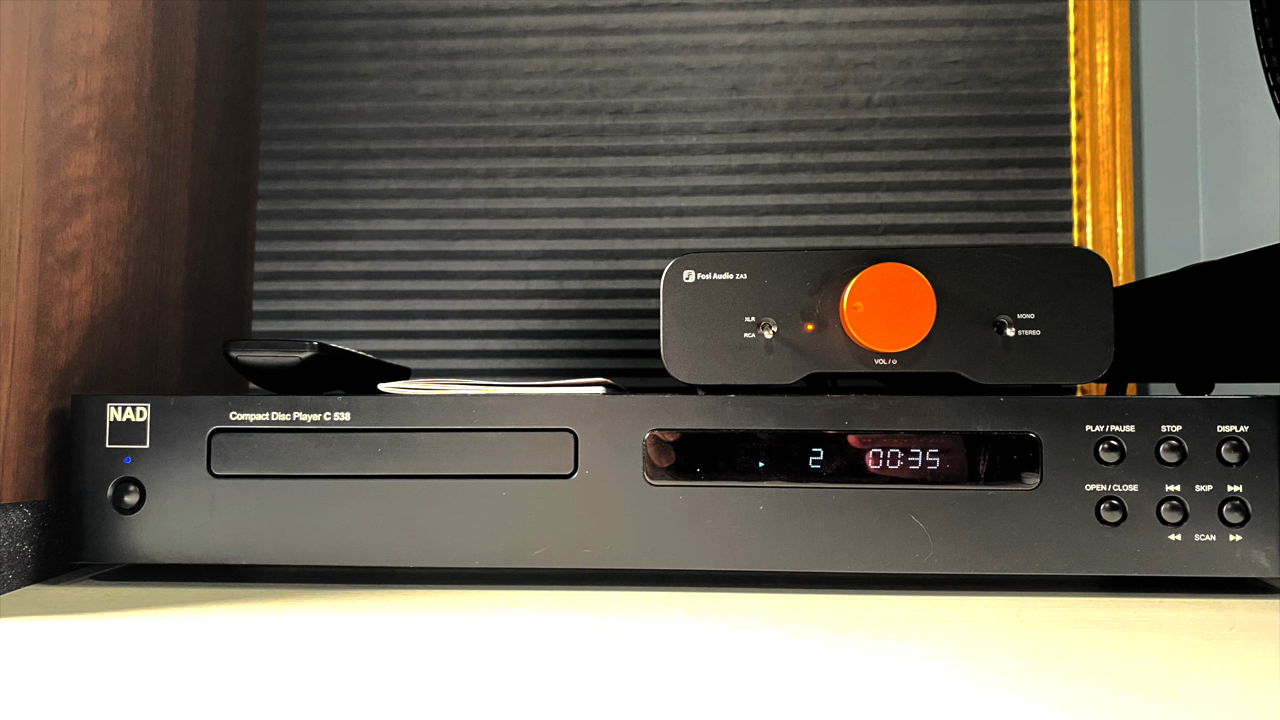 Fosi Audio ZA3
XLR
RCA
MONO
STEREO
VOL /
NAD
Compact Disc Player C 538
2 00:35
PLAY / PAUSE STOP DISPLAY
OPEN / CLOSE SKIP
SCAN